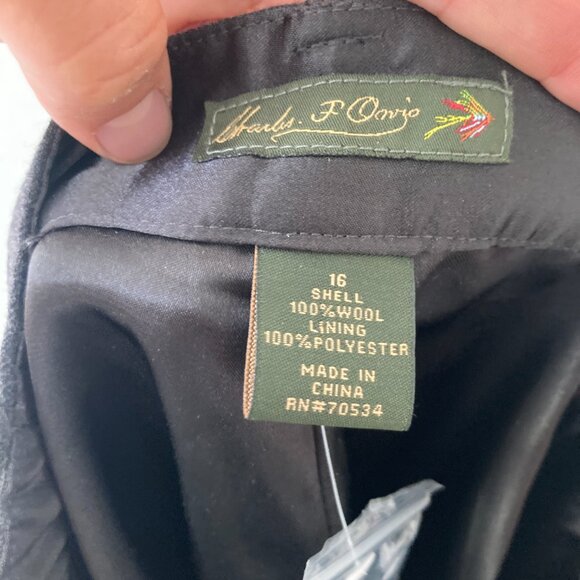 Charles. F Orvis
16
SHELL
100%WOOL
LINING
100%POLYESTER
MADE IN
CHINA
RN#70534